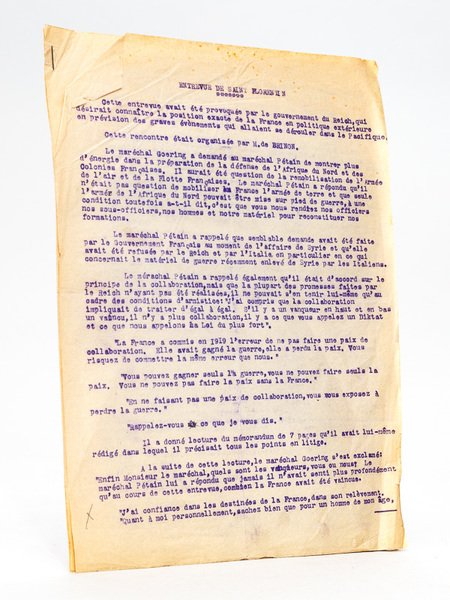 ENTREVUE DE SAINT FLORENTIN
Cette entrevue avait été provoquée par le gouvernement du Reich, qui
désirait connaître la position exacte de la France en politique extérieure
en prévision des graves évènements qui allaient se dérouler dans le Pacifique.
Cette rencontre était organisée par M. de BRINON.
Le maréchal Goering a demandé au maréchal Pétain de montrer plus
d'énergie dans la préparation de la défense de l'Afrique du Nord et des
Colonies Françaises. Il aurait été question de la remobilisation de l'Armée
de l'air et de la Flotte Française. Le maréchal Pétain a répondu qu'il
n'était pas question de mobiliser la France l'armée de terre et que seule
l'armée de l'Afrique du Nord pouvait être mise sur pied de guerre, à une
condition toutefois a-t-il dit, c'est que vous nous rendiez nos officiers
nos sous-officiers, nos hommes et notre matériel pour reconstituer nos
formations.
Le maréchal Pétain a rappelé que semblable demande avait été faite
par le Gouvernement Français au moment de l'affaire de Syrie et qu'elle
avait été refusée par le Reich et par l'Italie en particulier en ce qui
concernait le matériel de guerre récemment enlevé de Syrie par les Italiens.
Le maréchal Pétain a rappelé également qu'il était d'accord sur le
principe de la collaboration, mais que la plupart des promesses faites par
le Reich n'ayant pas été réalisées, il ne pouvait s'en tenir lui-même qu'au
cadre des conditions d'armistice: "J'ai compris que la collaboration
impliquait de traiter d'égal à égal. S'il y a un vanqueur en haut et en bas
un vaincu, il n'y a plus collaboration, il y a ce que vous appelez un Diktat
et ce que nous appelons la Loi du plus fort".
"La France a commis en 1919 l'erreur de ne pas faire une paix de
collaboration. Elle avait gagné la guerre, elle a perdu la paix. Vous
risquez de commettre la même erreur que nous."
"Vous pouvez gagner seuls la guerre, vous ne pouvez faire seuls la
paix. Vous ne pouvez pas faire la paix sans la France."
"En ne faisant pas une paix de collaboration, vous vous exposez à
perdre la guerre."
"Rappelez-vous ce que je vous dis."
Il a donné lecture du mémorandum de 7 pages qu'il avait lui-même
rédigé dans lequel il précisait tous les points en litige.
A la suite de cette lecture, le maréchal Goering s'est exclamé:
"Enfin Monsieur le maréchal, quels sont les vainqueurs, vous ou nous? Le
maréchal Pétain lui a répondu que jamais il n'avait senti plus profondément
qu'au cours de cette entrevue, combien la France avait été vaincue.
"J'ai confiance dans les destinées de la France, dans son relèvement.
"Quant à moi personnellement, sachez bien que pour un homme de mon âge,